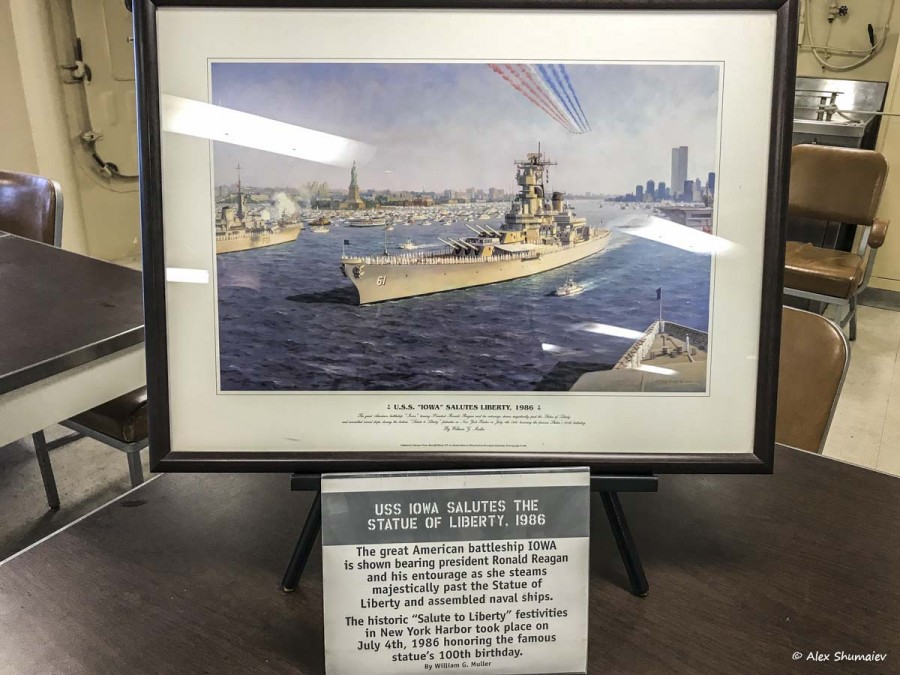 61
U.S.S. "IOWA" SALUTES LIBERTY, 1986
By William G. Muller
USS IOWA SALUTES THE
STATUE OF LIBERTY, 1986
The great American battleship IOWA
is shown bearing president Ronald Reagan
and his entourage as she steams
majestically past the Statue of
Liberty and assembled naval ships.
The historic “Salute to Liberty” festivities
in New York Harbor took place on
July 4th, 1986 honoring the famous
statue’s 100th birthday.
By William G. Muller
© Alex Shumaiev